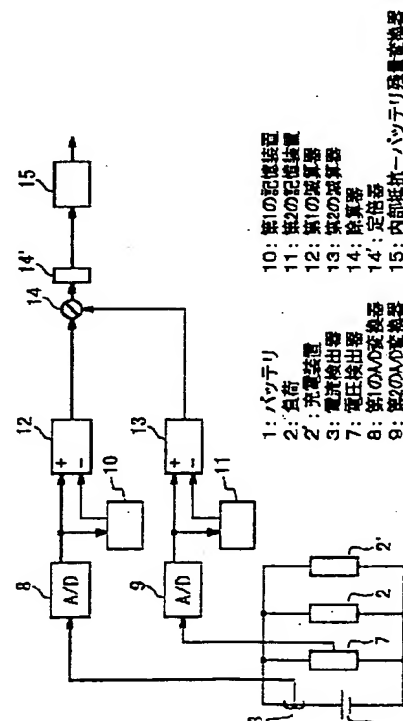 15
14'
14
12
+
-
13
+
-
10
11
8
A/D
9
A/D
2'
2
7
3
1: バッテリ
2: 負荷
2': 充電装置
3: 電流検出器
7: 電圧検出器
8: 第1のA/D変換器
9: 第2のA/D変換器
10: 第1の記憶装置
11: 第2の記憶装置
12: 第1の減算器
13: 第2の減算器
14: 除算器
14': 定倍器
15: 内部抵抗-バッテリ残量変換器